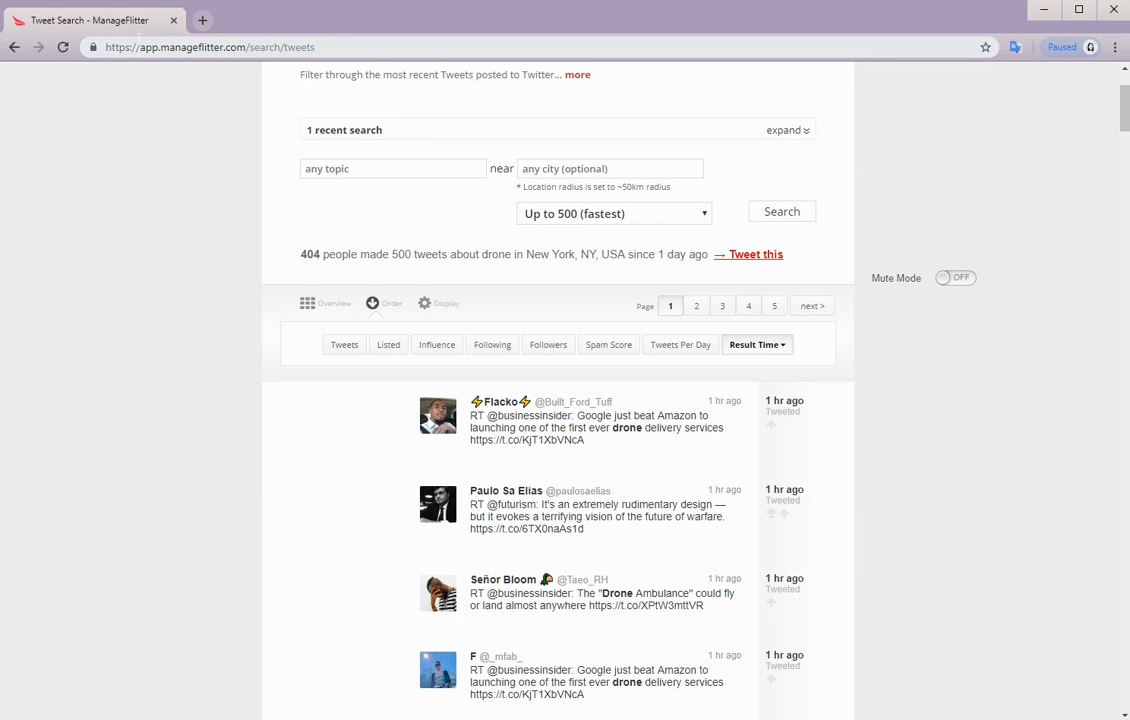 Tweet Search - ManageFlitter
https://app.manageflitter.com/search/tweets
Paused
Filter through the most recent Tweets posted to Twitter... more
1 recent search
expand
any topic
near
any city (optional)
* Location radius is set to ~50km radius
Up to 500 (fastest)
Search
404 people made 500 tweets about drone in New York, NY, USA since 1 day ago → Tweet this
Mute Mode
OFF
Overview
Order
Display
Page 1 2 3 4 5 next >
Tweets
Listed
Influence
Following
Followers
Spam Score
Tweets Per Day
Result Time
⚡Flacko⚡ @Built_Ford_Tuff
1 hr ago
RT @businessinsider: Google just beat Amazon to
launching one of the first ever drone delivery services
https://t.co/KjT1XbVNcA
1 hr ago
Tweeted
Paulo Sa Elias @paulosaelias
1 hr ago
RT @futurism: It's an extremely rudimentary design —
but it evokes a terrifying vision of the future of warfare.
https://t.co/6TX0naAs1d
1 hr ago
Tweeted
Señor Bloom @Taeo_RH
1 hr ago
RT @businessinsider: The "Drone Ambulance" could fly
or land almost anywhere https://t.co/XPtW3mttVR
1 hr ago
Tweeted
F @_mfab_
1 hr ago
RT @businessinsider: Google just beat Amazon to
launching one of the first ever drone delivery services
https://t.co/KjT1XbVNcA
1 hr ago
Tweeted